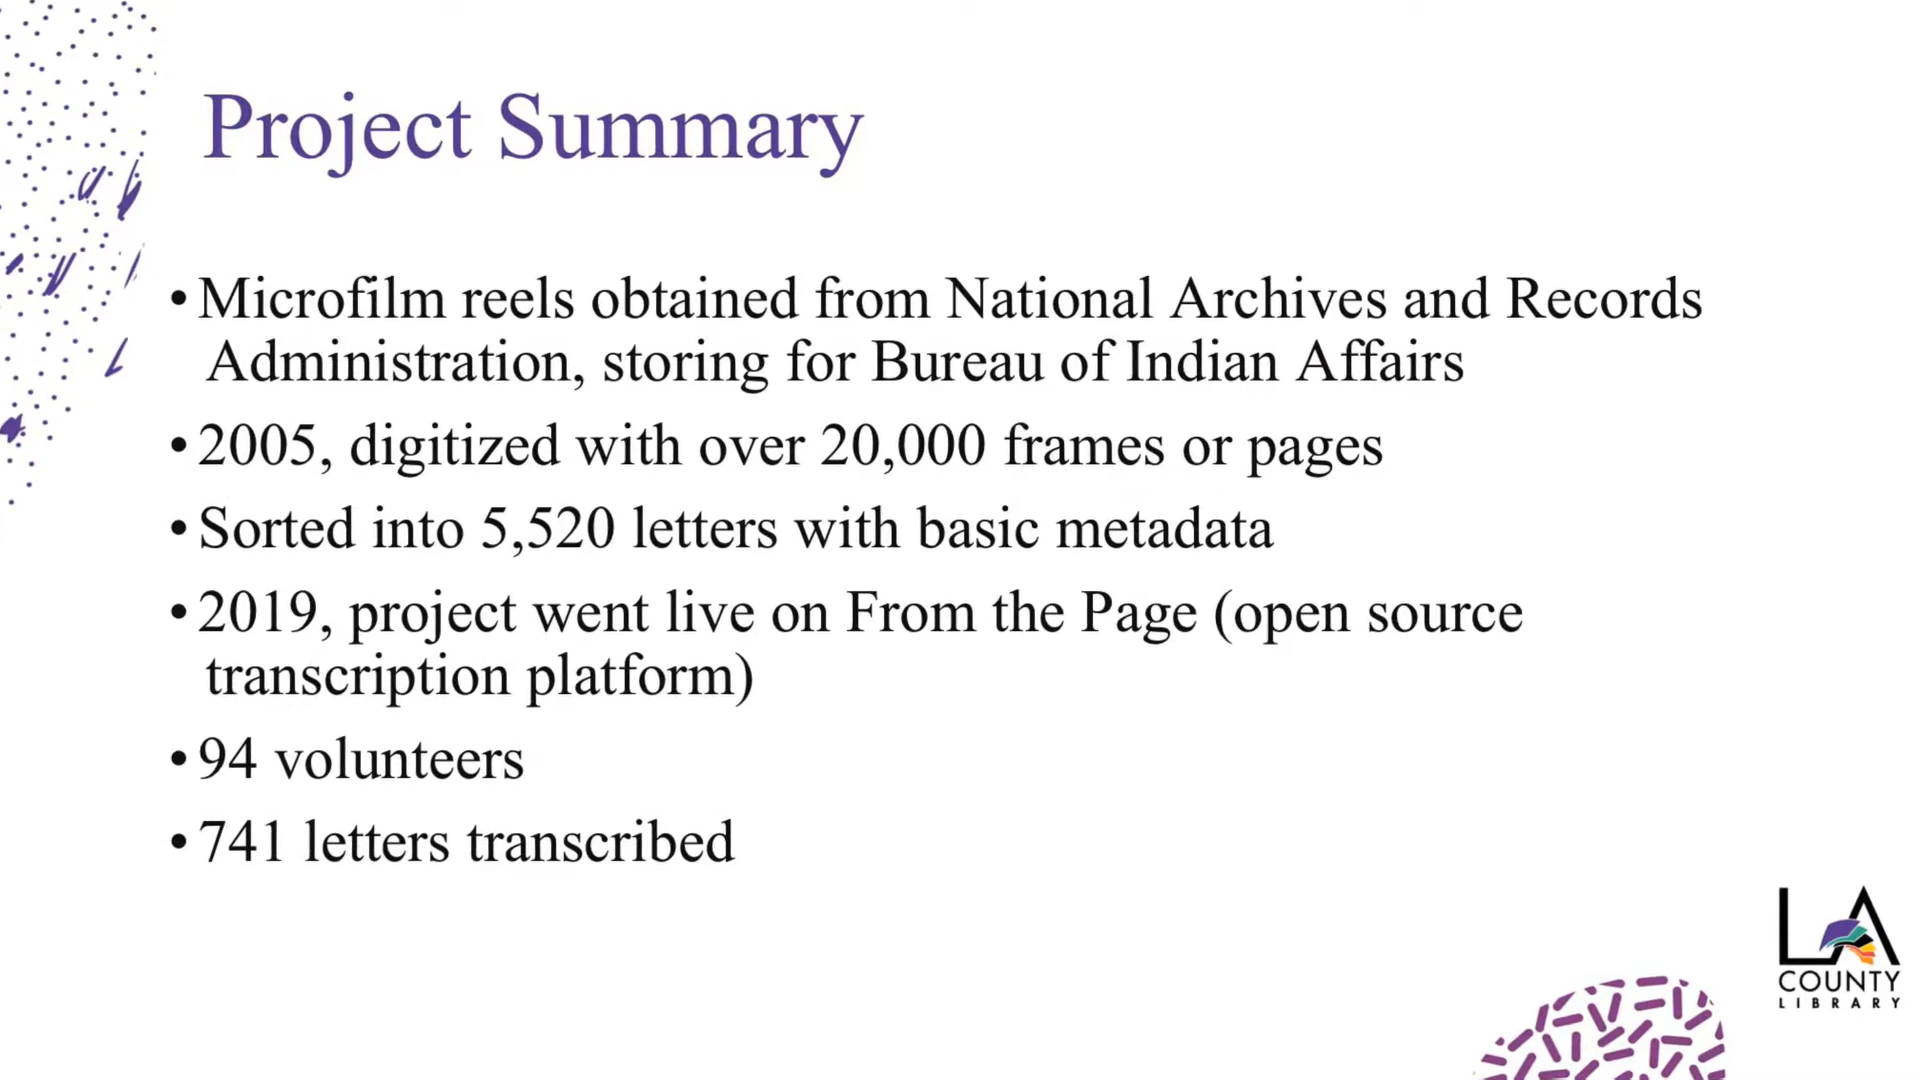 Project Summary
• Microfilm reels obtained from National Archives and Records
Administration, storing for Bureau of Indian Affairs
• 2005, digitized with over 20,000 frames or pages
• Sorted into 5,520 letters with basic metadata
• 2019, project went live on From the Page (open source
transcription platform)
• 94 volunteers
• 741 letters transcribed
LA
COUNTY
LIBRARY